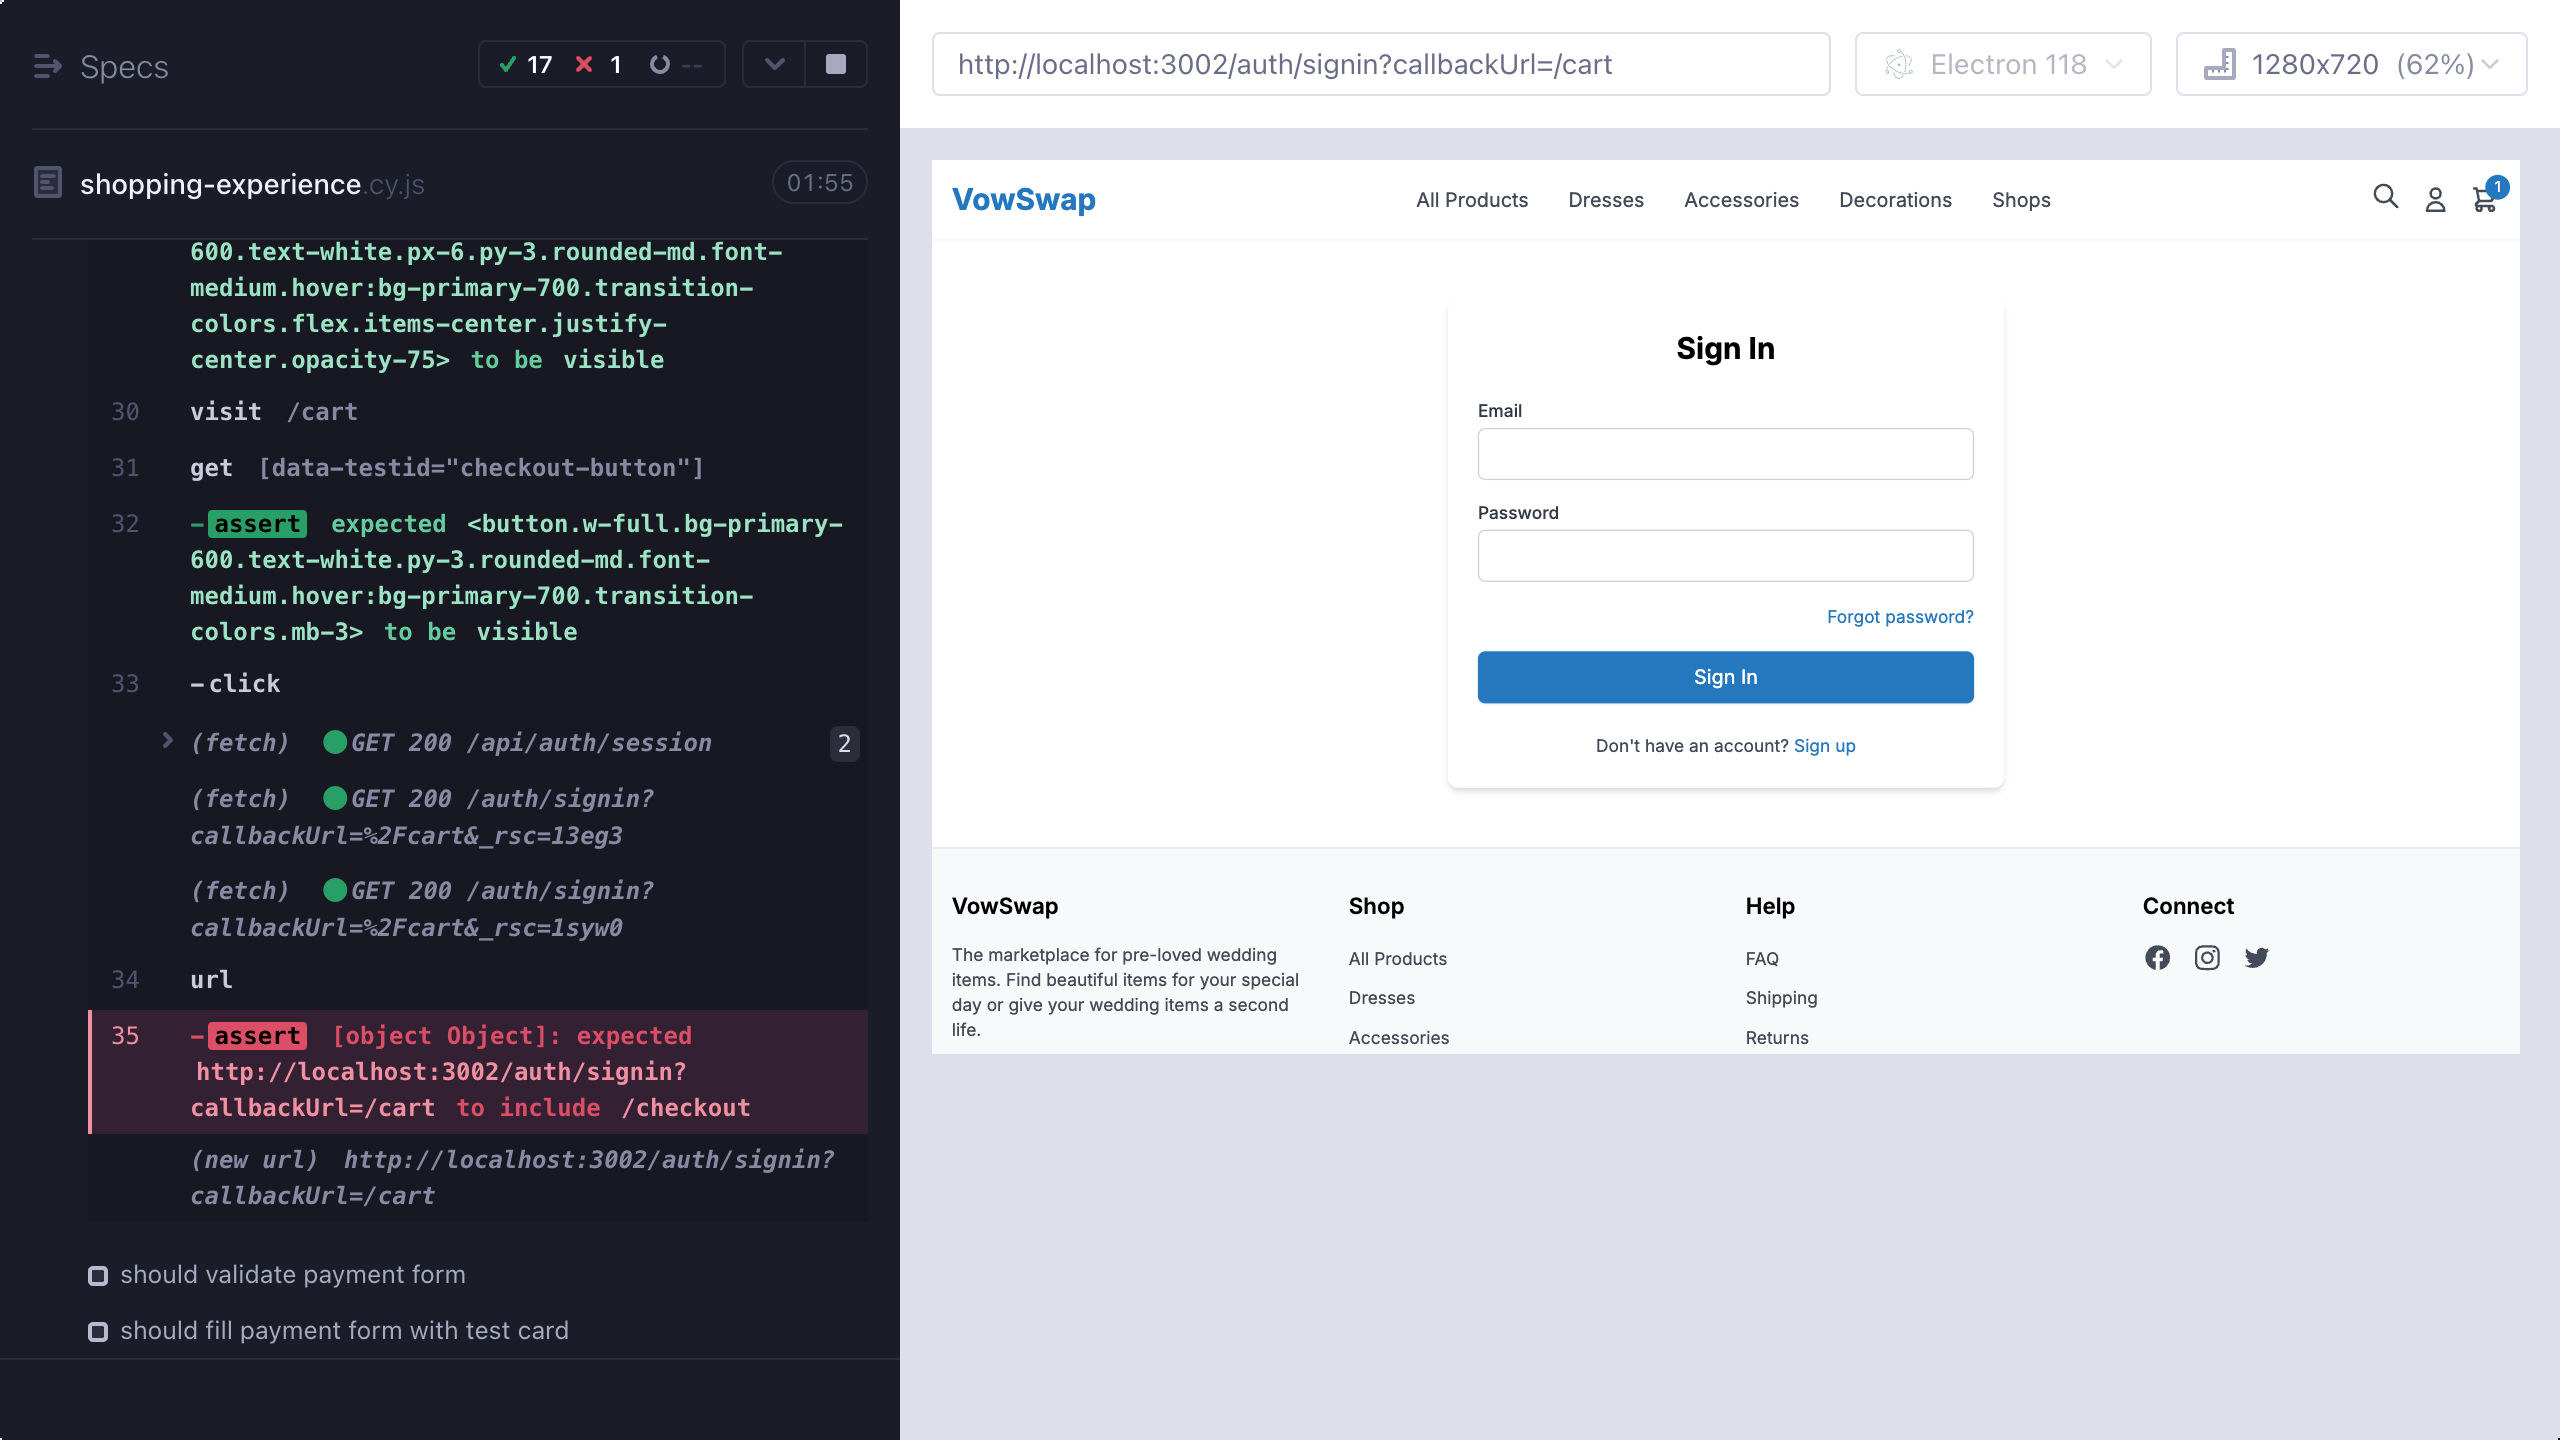 Specs
17 1 --
shopping-experience.cy.js
01:55
600.text-white.px-6.py-3.rounded-md.font-
medium.hover:bg-primary-700.transition-
colors.flex.items-center.justify-
center.opacity-75> to be visible
30 visit /cart
31 get [data-testid="checkout-button"]
32 -assert expected <button.w-full.bg-primary-
600.text-white.py-3.rounded-md.font-
medium.hover:bg-primary-700.transition-
colors.mb-3> to be visible
33 -click
(fetch) GET 200 /api/auth/session 2
(fetch) GET 200 /auth/signin?
callbackUrl=%2Fcart&_rsc=13eg3
(fetch) GET 200 /auth/signin?
callbackUrl=%2Fcart&_rsc=1syw0
34 url
35 -assert [object Object]: expected
http://localhost:3002/auth/signin?
callbackUrl=/cart to include /checkout
(new url) http://localhost:3002/auth/signin?
callbackUrl=/cart
should validate payment form
should fill payment form with test card
http://localhost:3002/auth/signin?callbackUrl=/cart
Electron 118
1280x720 (62%)
VowSwap
All Products Dresses Accessories Decorations Shops
1
Sign In
Email
Password
Forgot password?
Sign In
Don't have an account? Sign up
VowSwap
The marketplace for pre-loved wedding
items. Find beautiful items for your special
day or give your wedding items a second
life.
Shop
All Products
Dresses
Accessories
Help
FAQ
Shipping
Returns
Connect